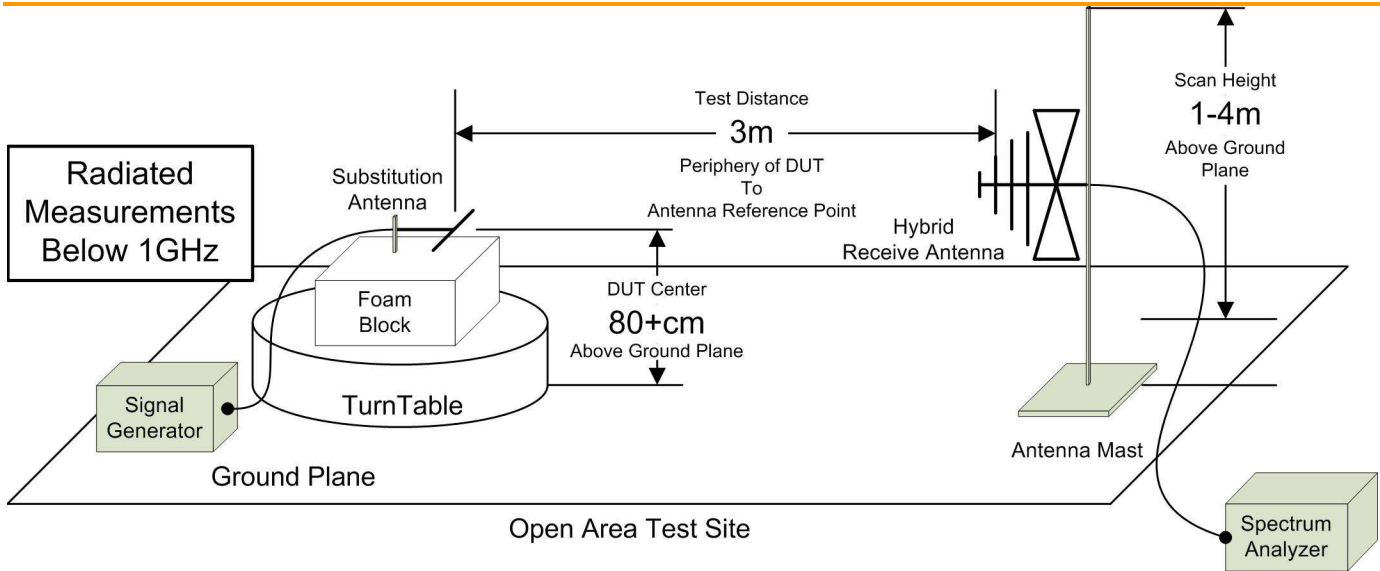 Radiated
Measurements
Below 1GHz
Substitution
Antenna
Test Distance
3m
Periphery of DUT
To
Antenna Reference Point
Scan Height
1-4m
Above Ground
Plane
Hybrid
Receive Antenna
DUT Center
80+cm
Above Ground Plane
Foam
Block
TurnTable
Signal
Generator
Ground Plane
Antenna Mast
Open Area Test Site
Spectrum
Analyzer